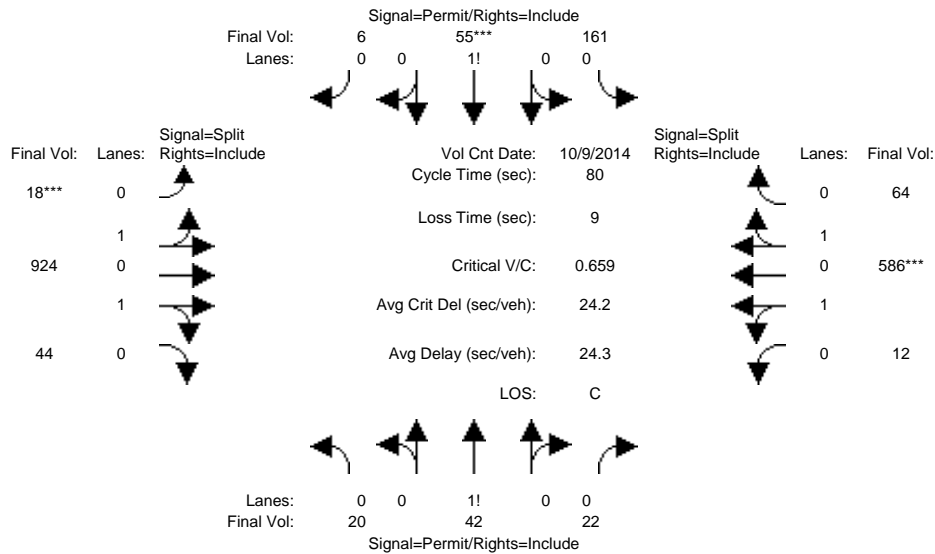 Signal=Permit/Rights=Include
Final Vol: 6 55*** 161
Lanes: 0 0 1! 0 0
Signal=Split Signal=Split
Final Vol: Lanes: Rights=Include Vol Cnt Date: 10/9/2014 Rights=Include Lanes: Final Vol:
Cycle Time (sec): 80
18*** 0 0 64
Loss Time (sec): 9
1 1
924 0 Critical V/C: 0.659 0 586***
1 Avg Crit Del (sec/veh): 24.2 1
44 0 Avg Delay (sec/veh): 24.3 0 12
LOS: C
Lanes: 0 0 1! 0 0
Final Vol: 20 42 22
Signal=Permit/Rights=Include